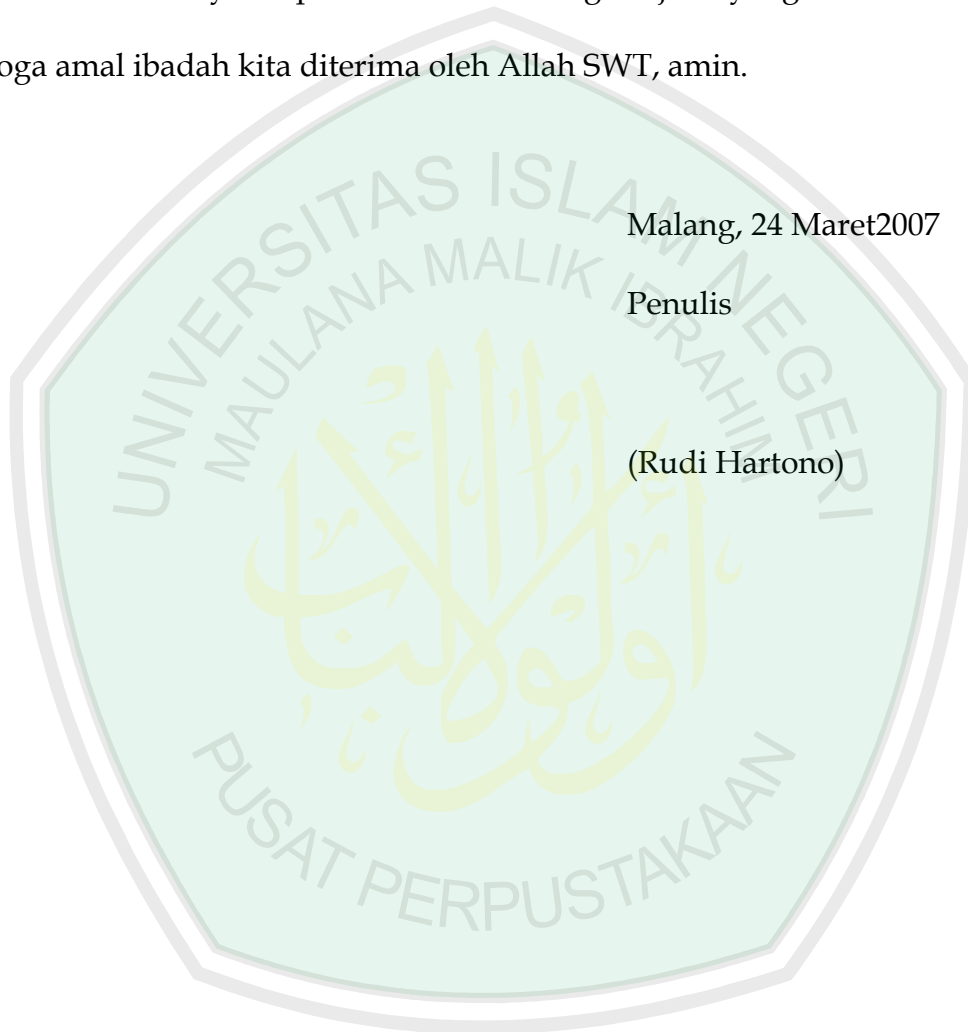 oga amal ibadah kita diterima oleh Allah SWT, amin.
Malang, 24 Maret2007
Penulis
(Rudi Hartono)
UNIVERSITAS ISLAM NEGERI
MAULANA MALIK IBRAHIM
PUSAT PERPUSTAKAAN